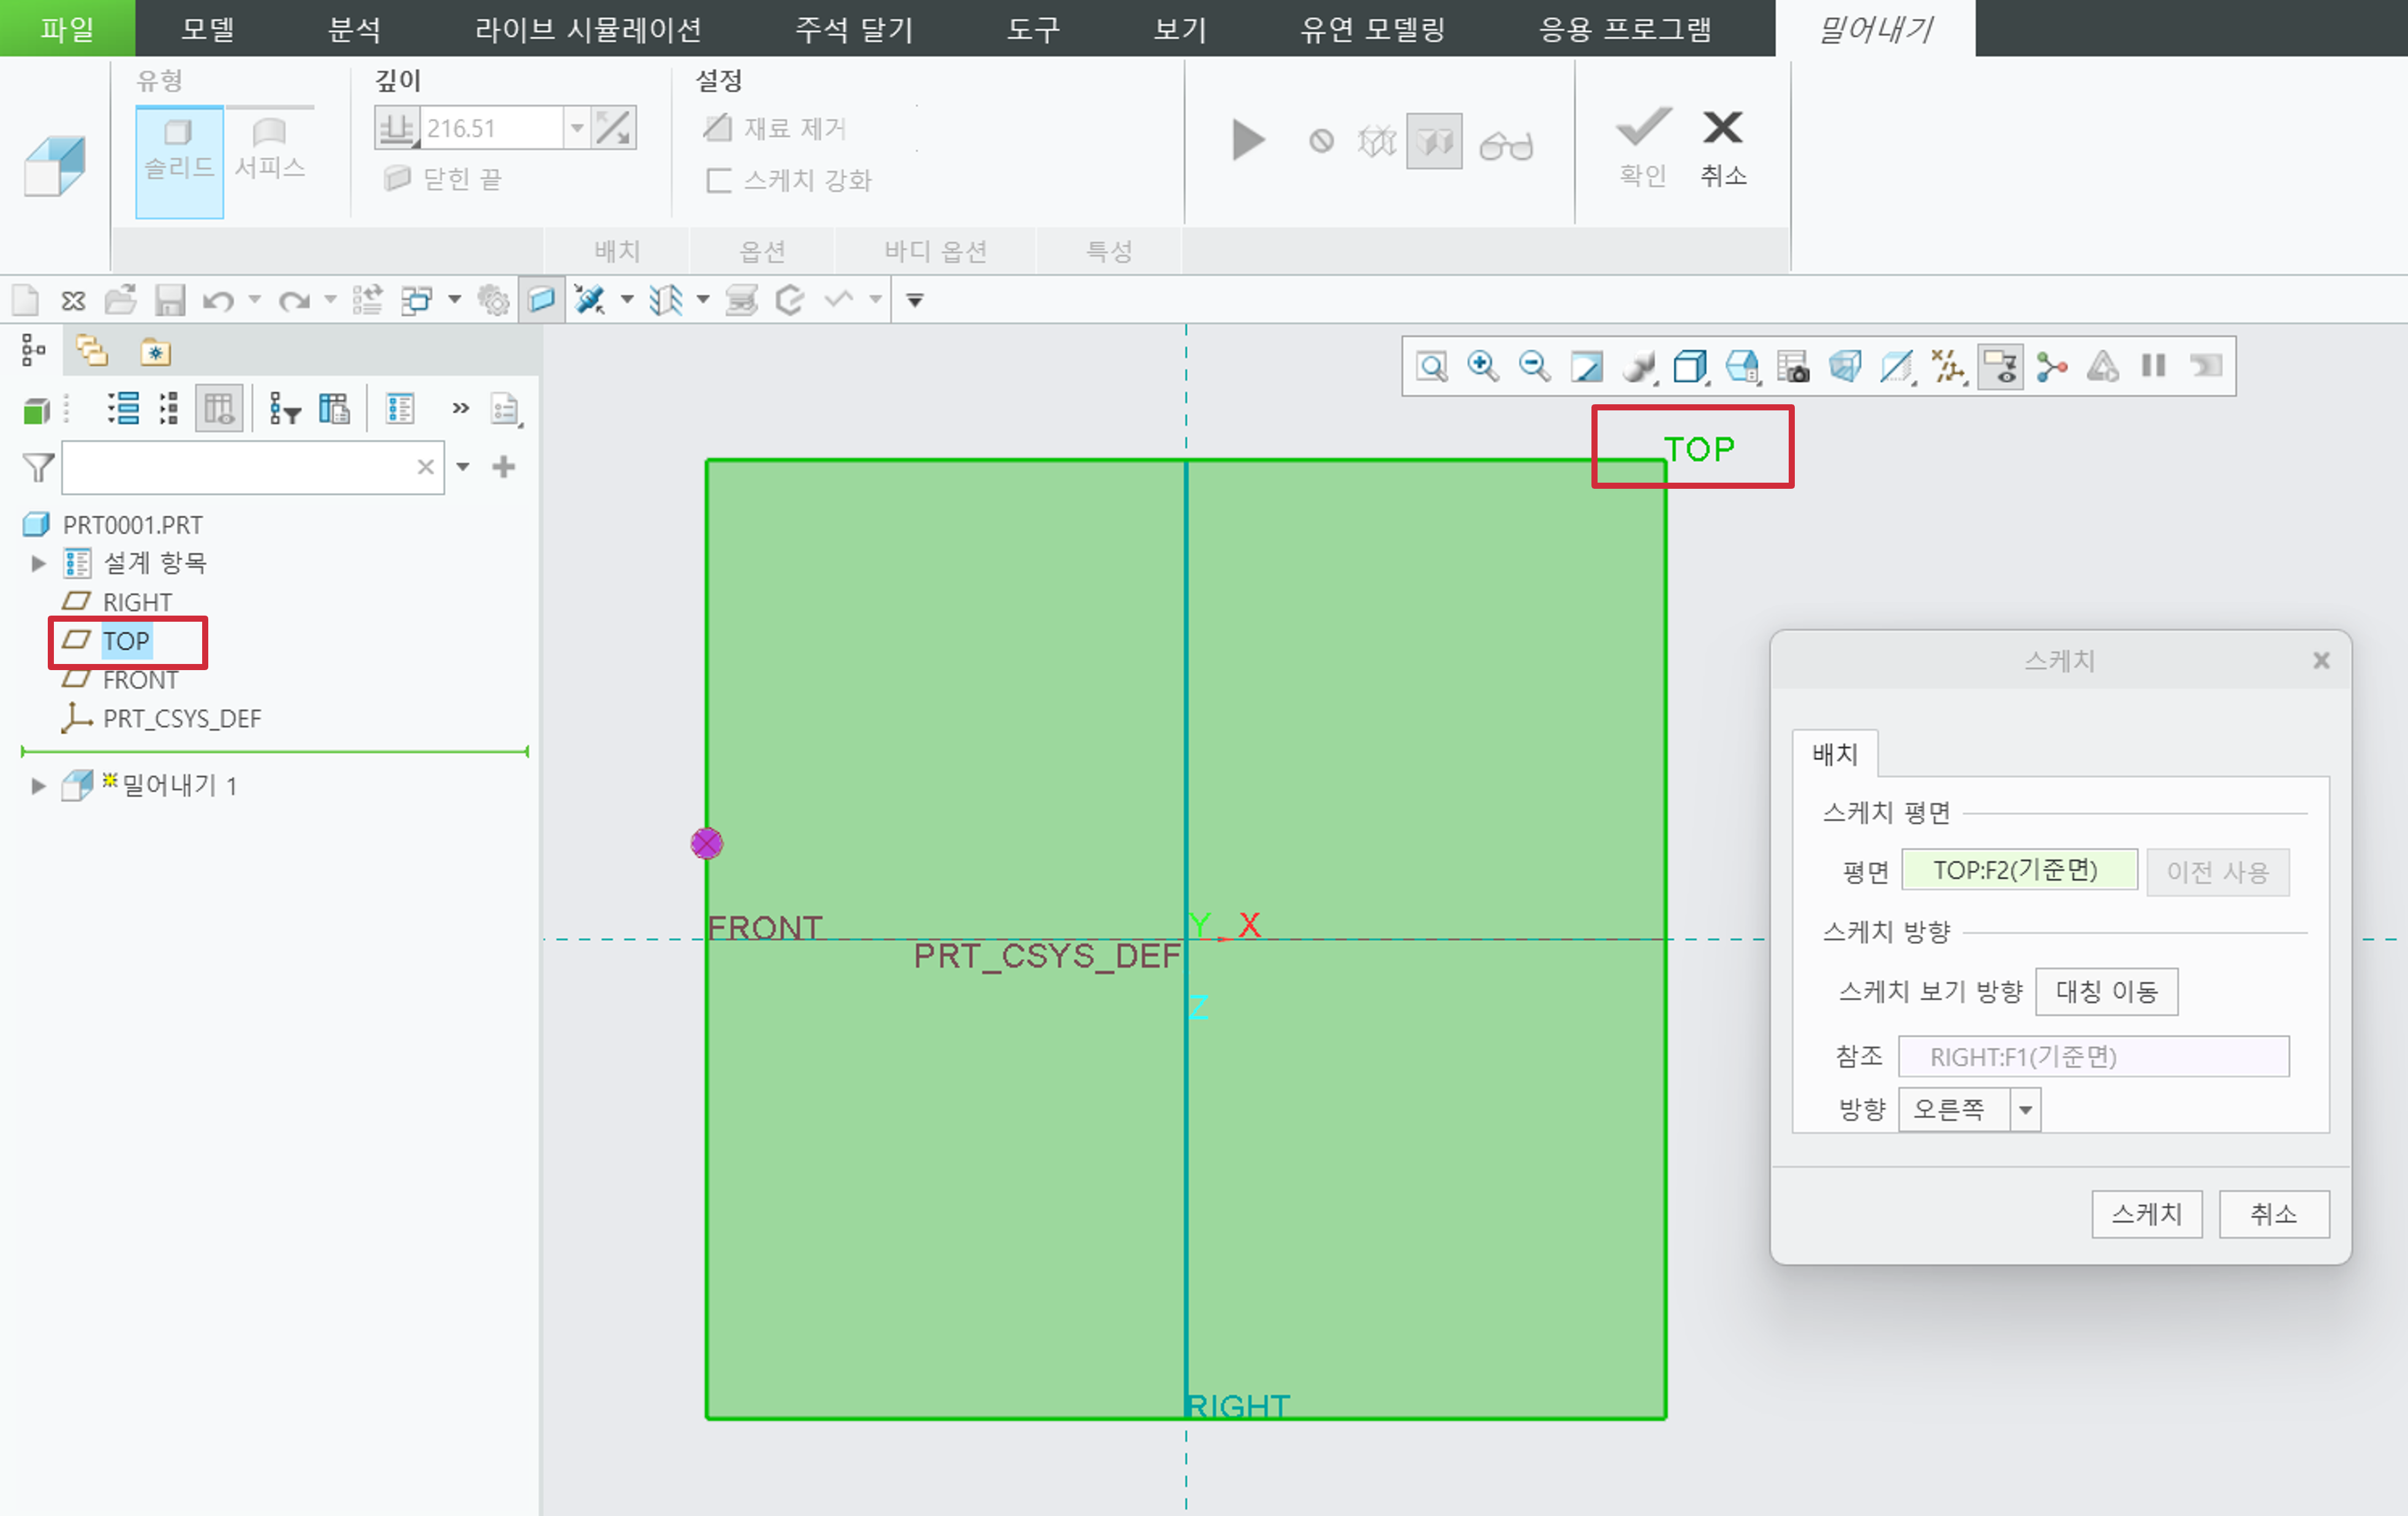 파일 모델 분석 라이브 시뮬레이션 주석 달기 도구 보기 유연 모델링 응용 프로그램 밀어내기
유형 깊이 설정
솔리드 서피스 216.51 재료 제거
닫힌 끝 스케치 강화 확인 취소
배치 옵션 바디 옵션 특성
TOP
PRT0001.PRT
설계 항목
RIGHT
TOP
FRONT
PRT_CSYS_DEF
밀어내기 1
FRONT
PRT_CSYS_DEF
Y X
Z
RIGHT
스케치
배치
스케치 평면
평면 TOP:F2(기준면) 이전 사용
스케치 방향
스케치 보기 방향 대칭 이동
참조 RIGHT:F1(기준면)
방향 오른쪽
스케치 취소